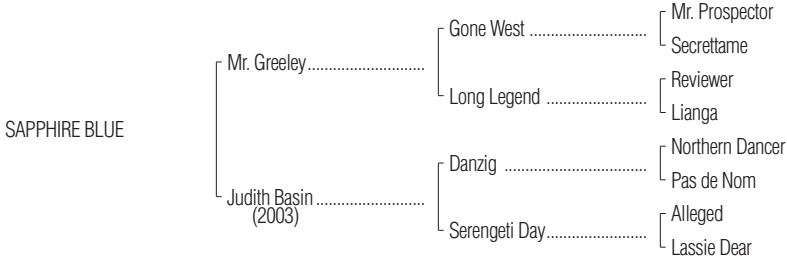 Mr. Prospector
Gone West ............................
Secrettame
Mr. Greeley............................
Reviewer
Long Legend ........................
Lianga
SAPPHIRE BLUE
Northern Dancer
Danzig ..................................
Pas de Nom
Judith Basin ..........................
(2003)
Alleged
Serengeti Day........................
Lassie Dear